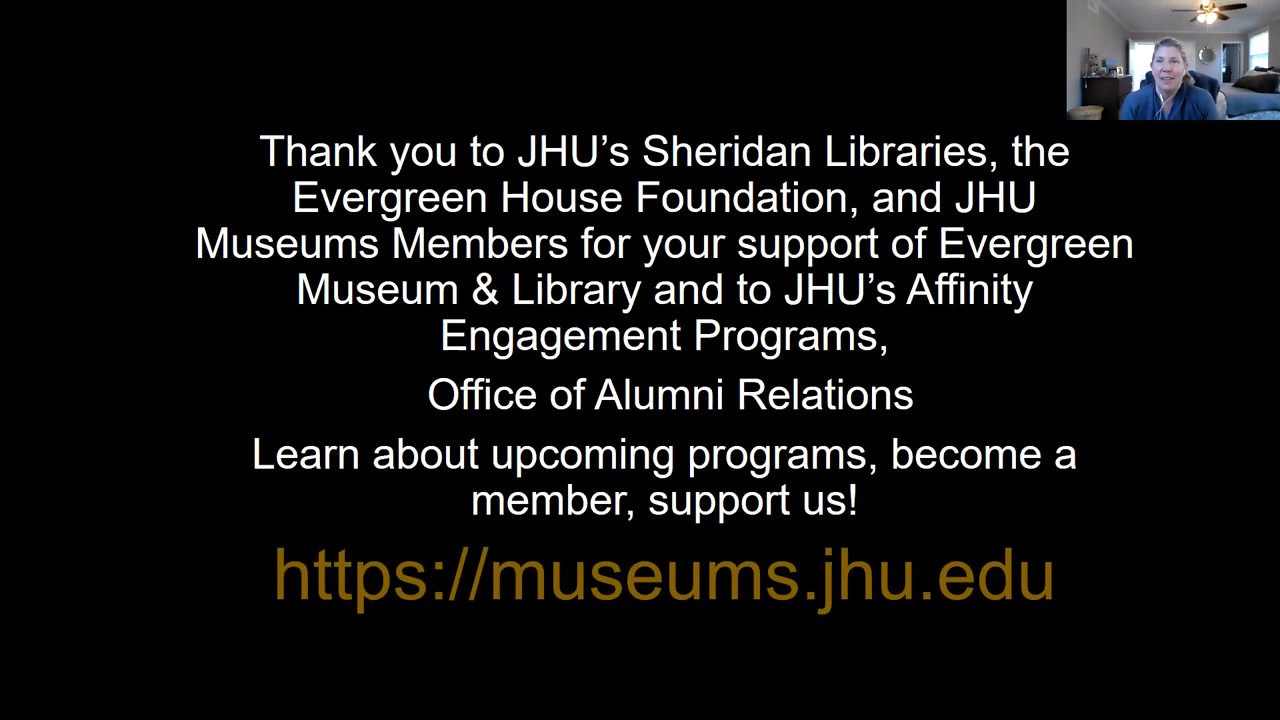 Thank you to JHU’s Sheridan Libraries, the
Evergreen House Foundation, and JHU
Museums Members for your support of Evergreen
Museum & Library and to JHU’s Affinity
Engagement Programs,
Office of Alumni Relations
Learn about upcoming programs, become a
member, support us!
https://museums.jhu.edu